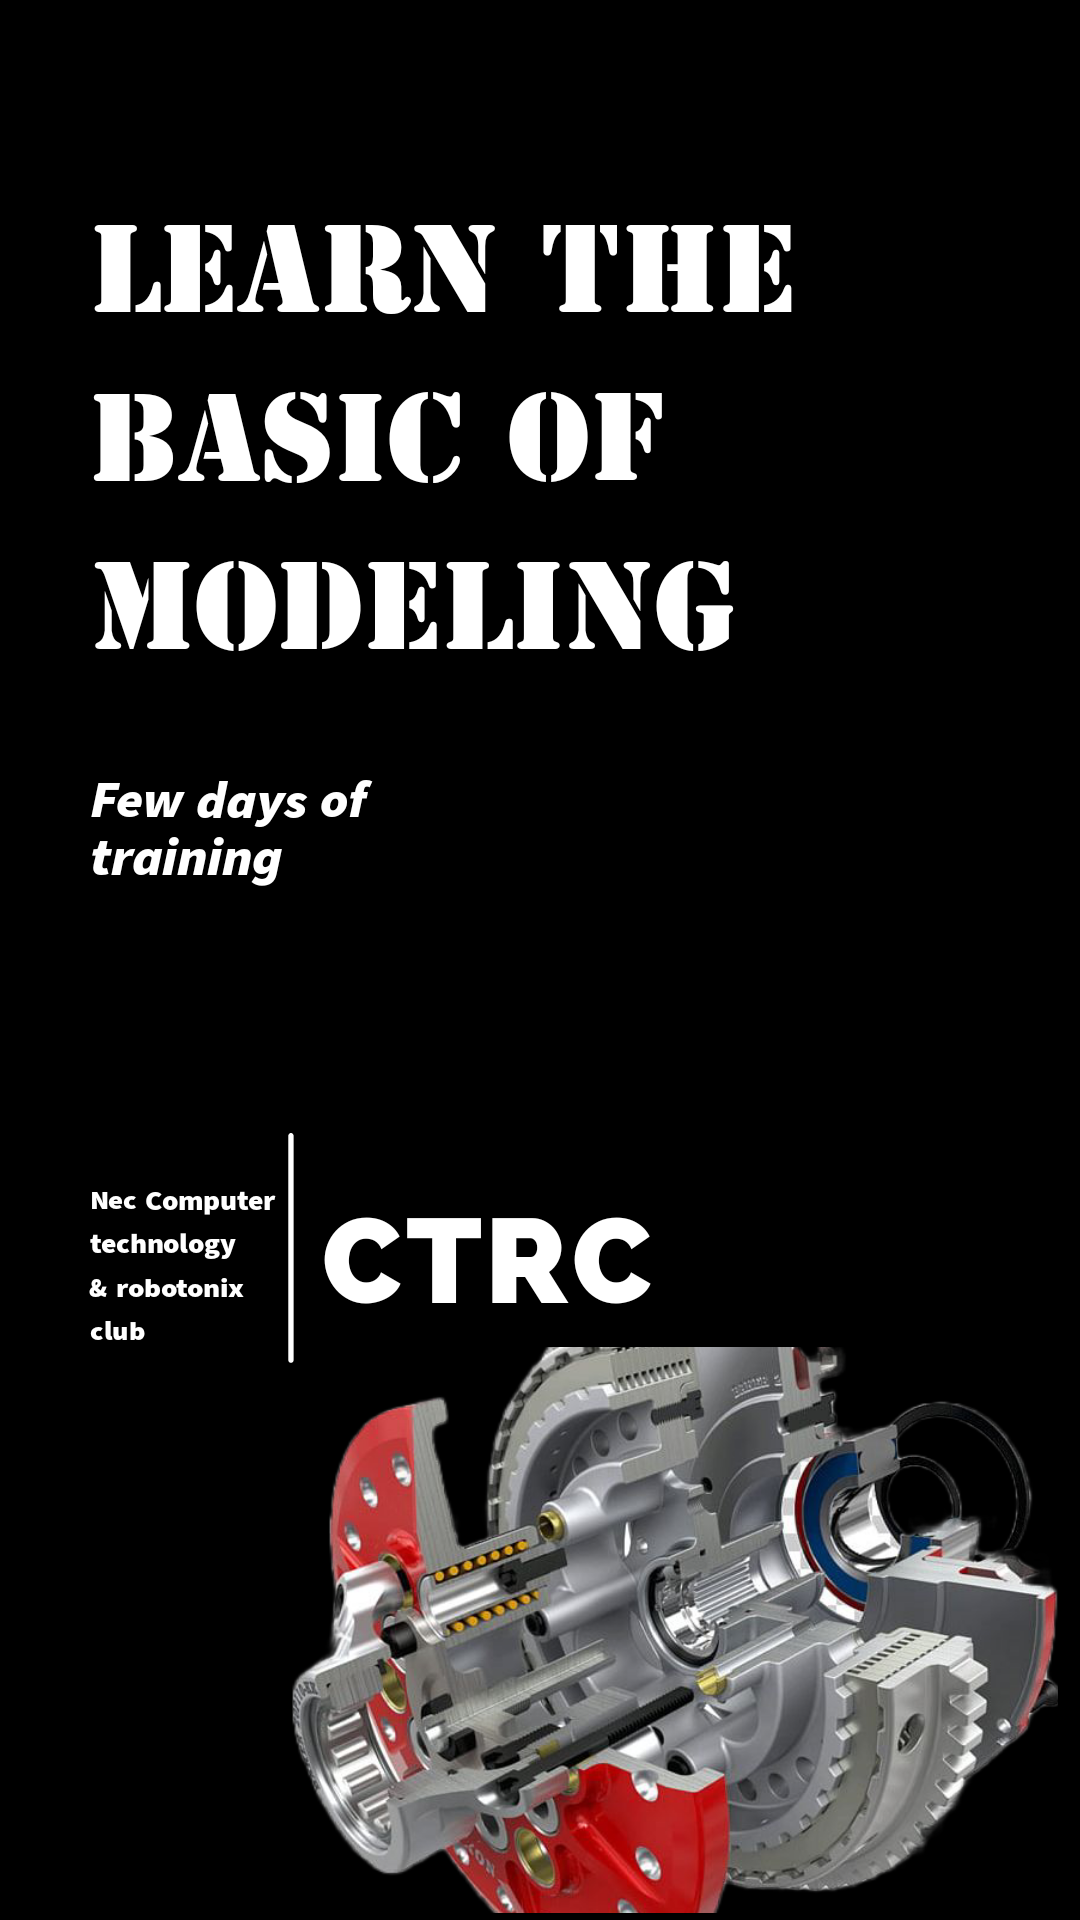 LEARN THE
BASIC OF
MODELING
Few days of
training
Nec Computer
technology
& robotonix
club
CTRC